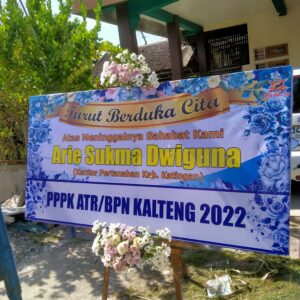 Turut Berduka Cita
Atas Meninggalnya Sahabat Kami
Arie Sukma Dwiguna
(Kantor Pertanahan Kab. Katingan)
PPPK ATR/BPN KALTENG 2022